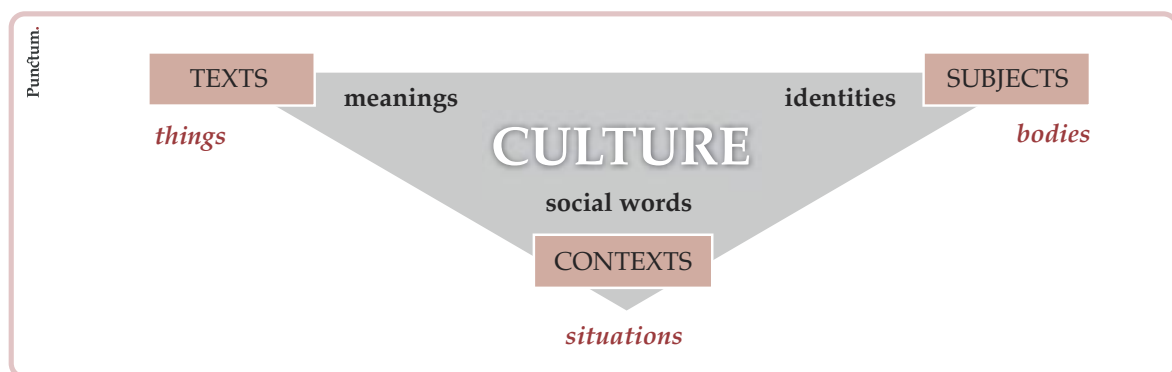 Punctum.
TEXTS
SUBJECTS
meanings
identities
things
bodies
CULTURE
social words
CONTEXTS
situations